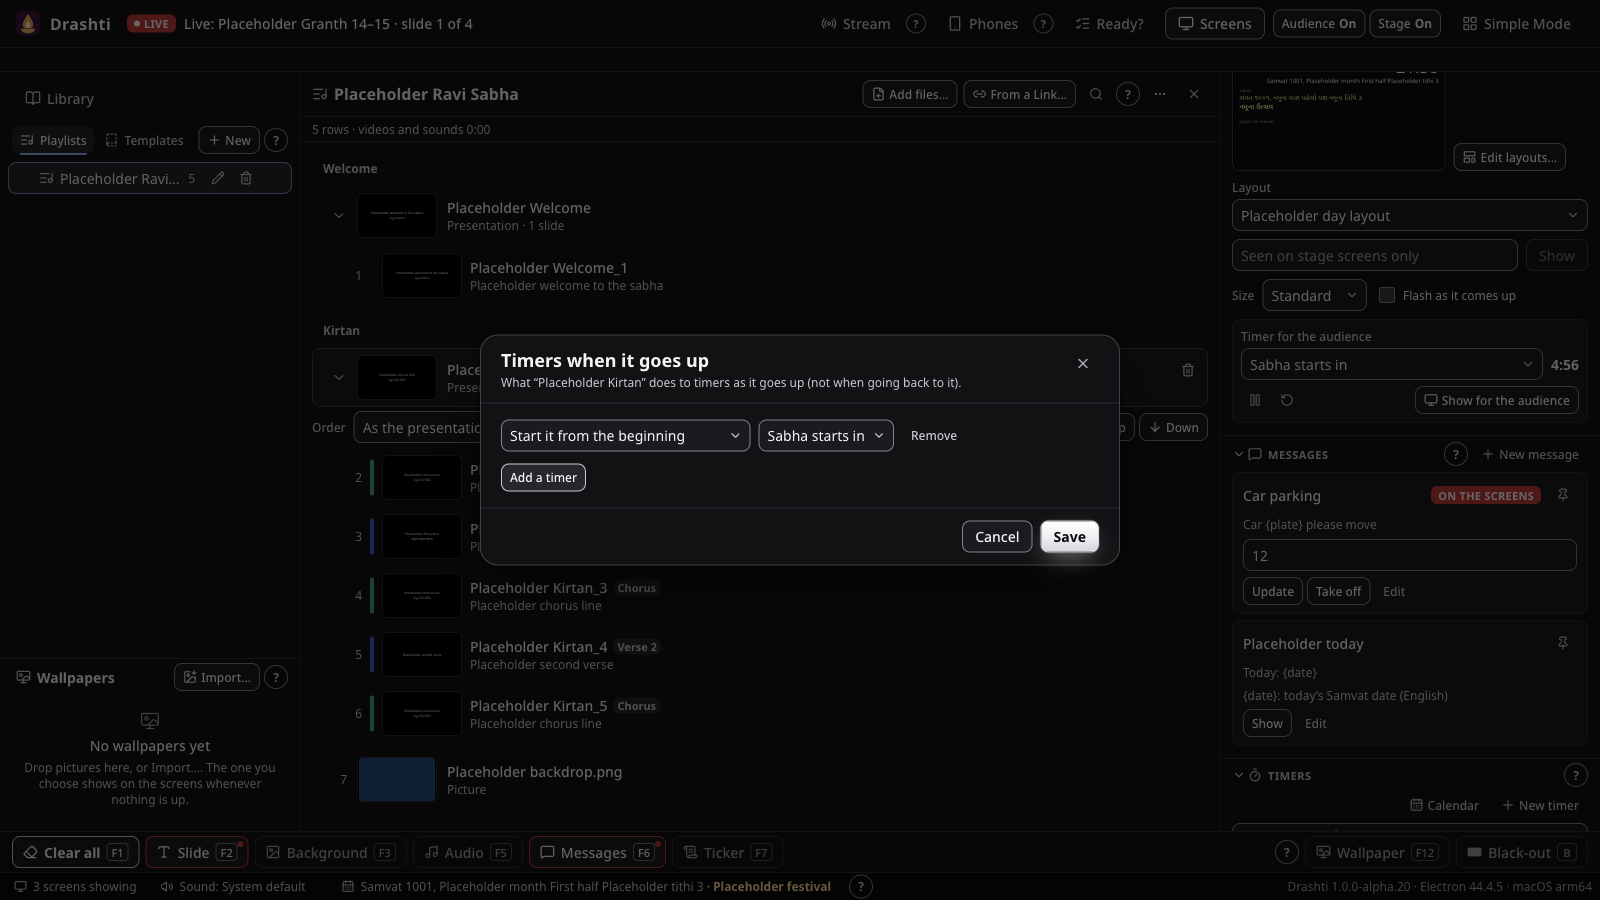 Drashti
LIVE
Live: Placeholder Granth 14–15 · slide 1 of 4
Stream
?
Phones
?
Ready?
Screens
Audience On
Stage On
Simple Mode
Library
Playlists
Templates
New
?
Placeholder Ravi... 5
Placeholder Ravi Sabha
Add files...
From a Link...
?
5 rows · videos and sounds 0:00
Welcome
Placeholder Welcome
Presentation · 1 slide
1
Placeholder Welcome_1
Placeholder welcome to the sabha
Kirtan
Order
Down
Timers when it goes up
What “Placeholder Kirtan” does to timers as it goes up (not when going back to it).
Start it from the beginning
Sabha starts in
Remove
Add a timer
Cancel
Save
2
3
4
Placeholder Kirtan_3 Chorus
Placeholder chorus line
5
Placeholder Kirtan_4 Verse 2
Placeholder second verse
6
Placeholder Kirtan_5 Chorus
Placeholder chorus line
7
Placeholder backdrop.png
Picture
Wallpapers
Import...
?
No wallpapers yet
Drop pictures here, or Import.... The one you
choose shows on the screens whenever
nothing is up.
Samvat 1001, Placeholder month First half Placeholder tithi 3
Edit layouts...
Layout
Placeholder day layout
Seen on stage screens only
Show
Size
Standard
Flash as it comes up
Timer for the audience
Sabha starts in
4:56
Show for the audience
MESSAGES
?
New message
Car parking
ON THE SCREENS
Car {plate} please move
12
Update
Take off
Edit
Placeholder today
Today: {date}
{date}: today’s Samvat date (English)
Show
Edit
TIMERS
?
Calendar
New timer
Clear all F1
Slide F2
Background F3
Audio F5
Messages F6
Ticker F7
?
Wallpaper F12
Black-out B
3 screens showing
Sound: System default
Samvat 1001, Placeholder month First half Placeholder tithi 3 · Placeholder festival
?
Drashti 1.0.0-alpha.20 · Electron 44.4.5 · macOS arm64